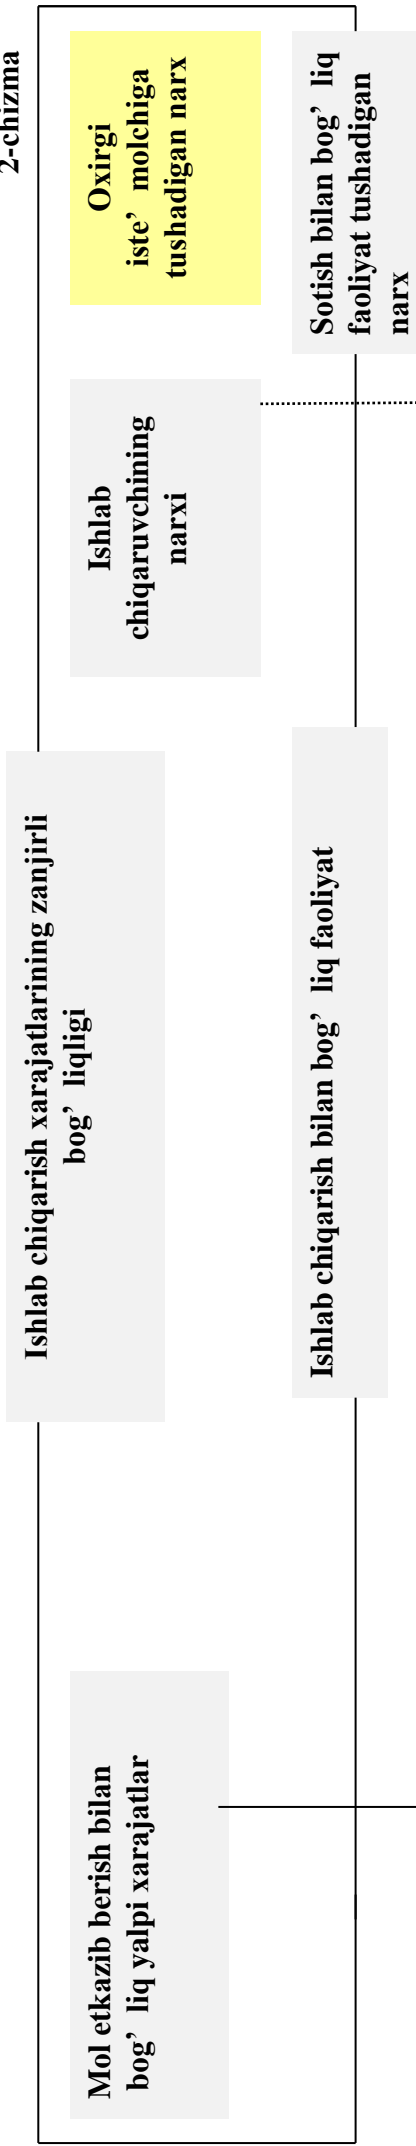 2-chizma
Ishlab chiqarish xarajatlarining zanjirli
bog’ liqligi
Mol etkazib berish bilan
bog’ liq yalpi xarajatlar
Ishlab
chiqaruvchining
narxi
Oxirgi
iste’ molchiga
tushadigan narx
Ishlab chiqarish bilan bog’ liq faoliyat
Sotish bilan bog’ liq
faoliyat tushadigan
narx